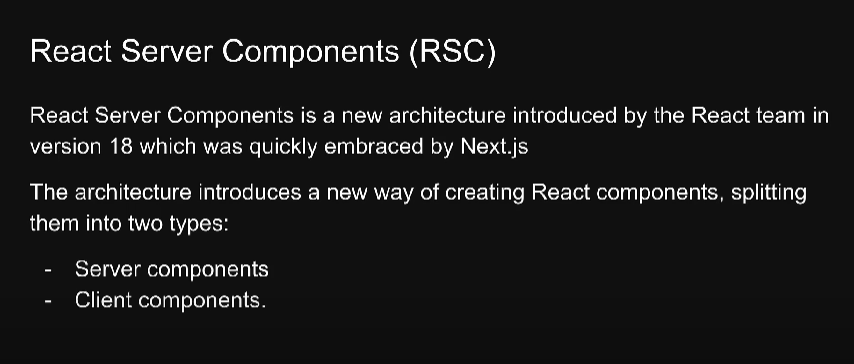 React Server Components (RSC)
React Server Components is a new architecture introduced by the React team in
version 18 which was quickly embraced by Next.js
The architecture introduces a new way of creating React components, splitting
them into two types:
- Server components
- Client components.